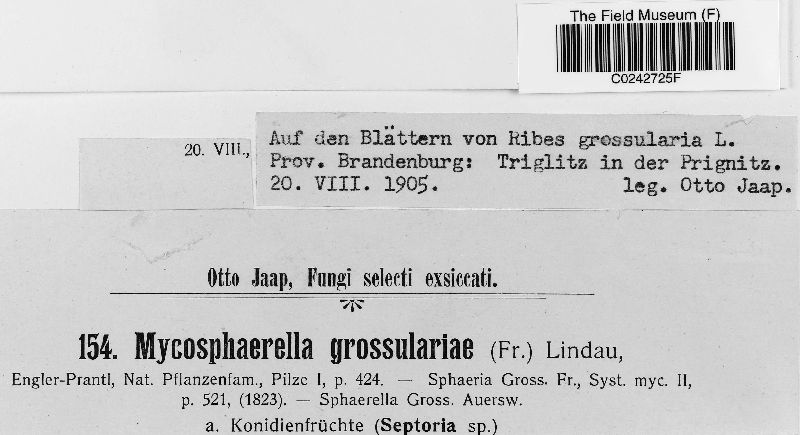 The Field Museum (F)
C0242725F
20. VIII.,
Auf den Blättern von Ribes grossularia L.
Prov. Brandenburg: Triglitz in der Prignitz.
20. VIII. 1905. leg. Otto Jaap.
Otto Jaap, Fungi selecti exsiccati.
154. Mycosphaerella grossulariae (Fr.) Lindau,
Engler-Prantl, Nat. Pflanzenfam., Pilze I, p. 424. — Sphaeria Gross. Fr., Syst. myc. II,
p. 521, (1823). — Sphaerella Gross. Auersw.
a. Konidienfrüchte (Septoria sp.)